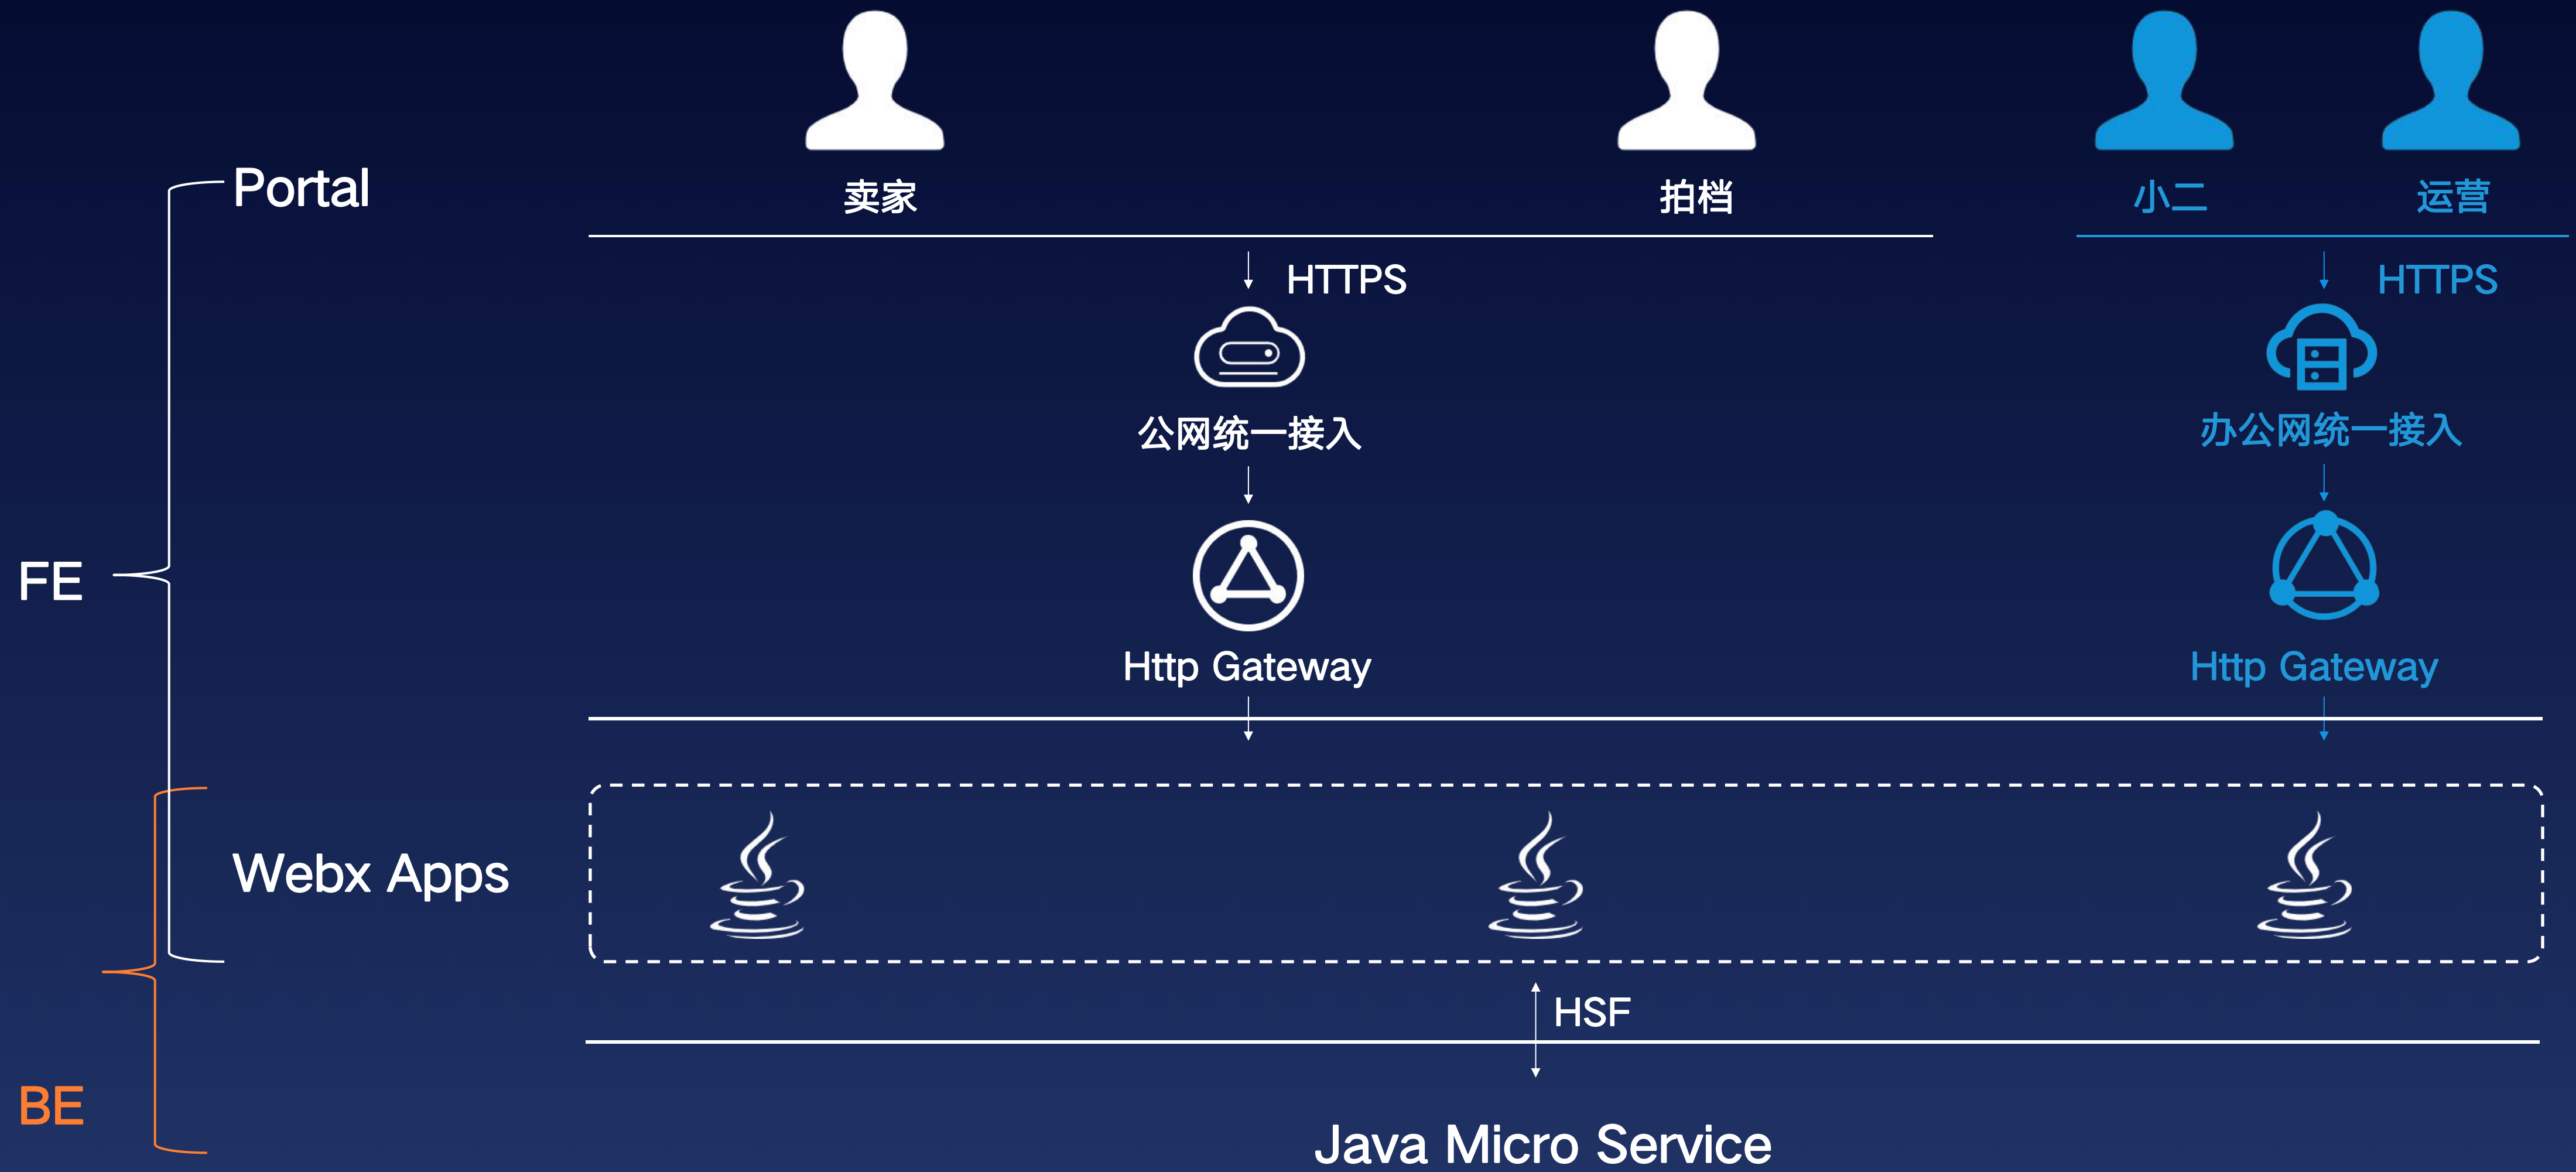 Portal
卖家
拍档
小二
运营
HTTPS
HTTPS
公网统一接入
办公网统一接入
FE
Http Gateway
Http Gateway
Webx Apps
HSF
BE
Java Micro Service